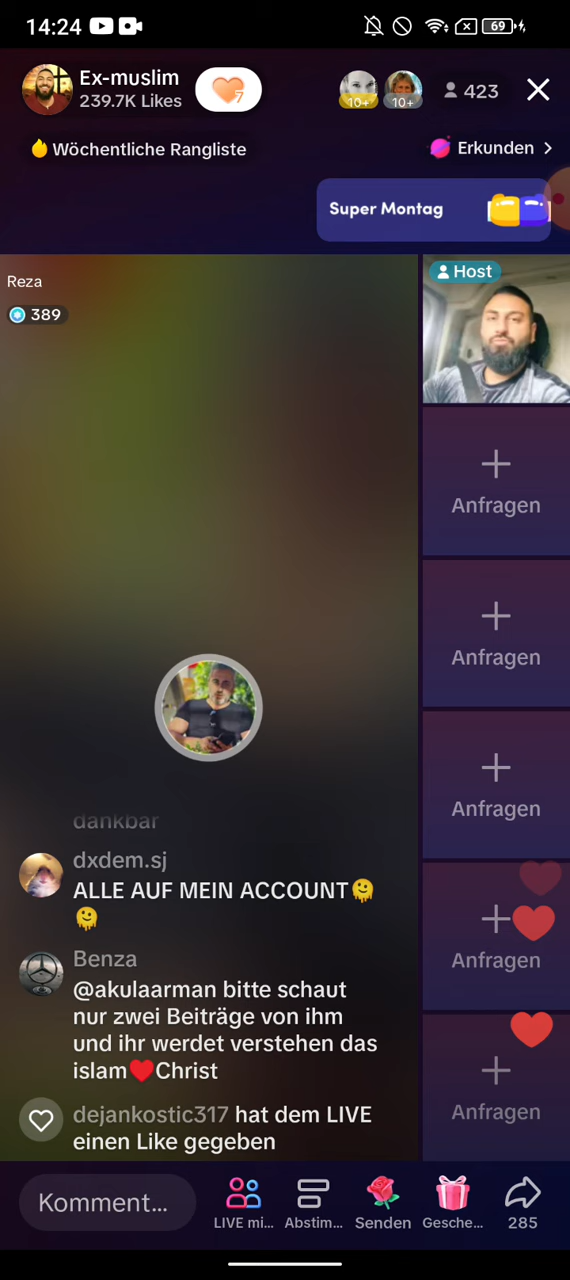 14:24
69
Ex-muslim
239.7K Likes
7
10+
10+
423
Wöchentliche Rangliste
Erkunden
Super Montag
Reza
389
Host
Anfragen
Anfragen
Anfragen
Anfragen
Anfragen
dankbar
dxdem.sj
ALLE AUF MEIN ACCOUNT🫠
🫠
Benza
@akulaarman bitte schaut
nur zwei Beiträge von ihm
und ihr werdet verstehen das
islam❤️Christ
dejankostic317 hat dem LIVE
einen Like gegeben
Komment...
LIVE mi...
Abstim...
Senden
Gesche...
285